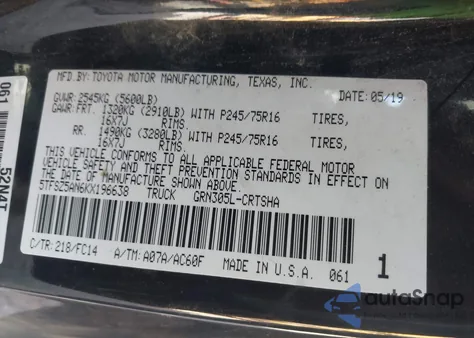 MFD.BY:TOYOTA MOTOR MANUFACTURING, TEXAS, INC.
GVWR:2545KG (5600LB) DATE: 05/19
GAWR:FRT. 1320KG (2910LB) WITH P245/75R16 TIRES,
16X7J RIMS
RR. 1490KG (3280LB) WITH P245/75R16 TIRES,
16X7J RIMS.
THIS VEHICLE CONFORMS TO ALL APPLICABLE FEDERAL MOTOR
VEHICLE SAFETY AND THEFT PREVENTION STANDARDS IN EFFECT ON
THE DATE OF MANUFACTURE SHOWN ABOVE.
5TFSZ5AN6KX196638 TRUCK GRN305L-CRTSHA
C/TR:218/FC14 A/TM:A07A/AC60F MADE IN U.S.A. 061 1
061 52N4T
autoSnap